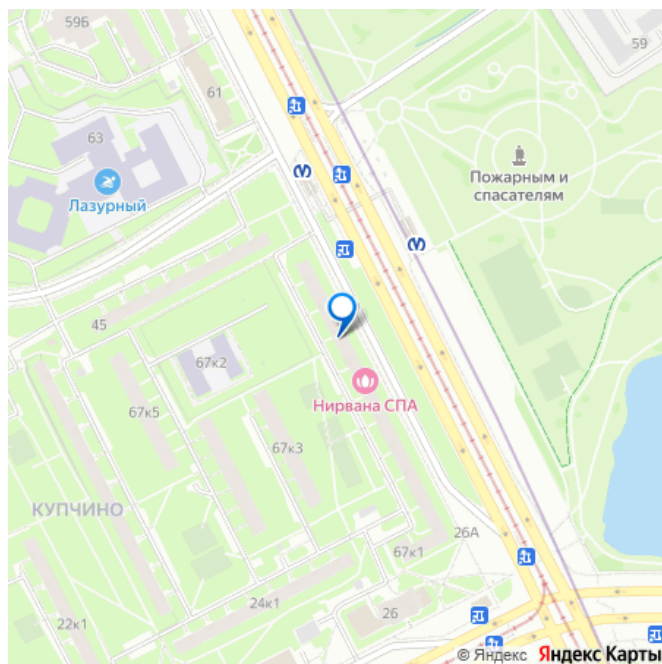 59Б
59
61
63
Пожарным и
спасателям
Лазурный
45
67к2
Нирвана СПА
67к5
67к3
КУПЧИНО
26А
67к1
24к1
26
22к1
© Яндекс Яндекс Карты